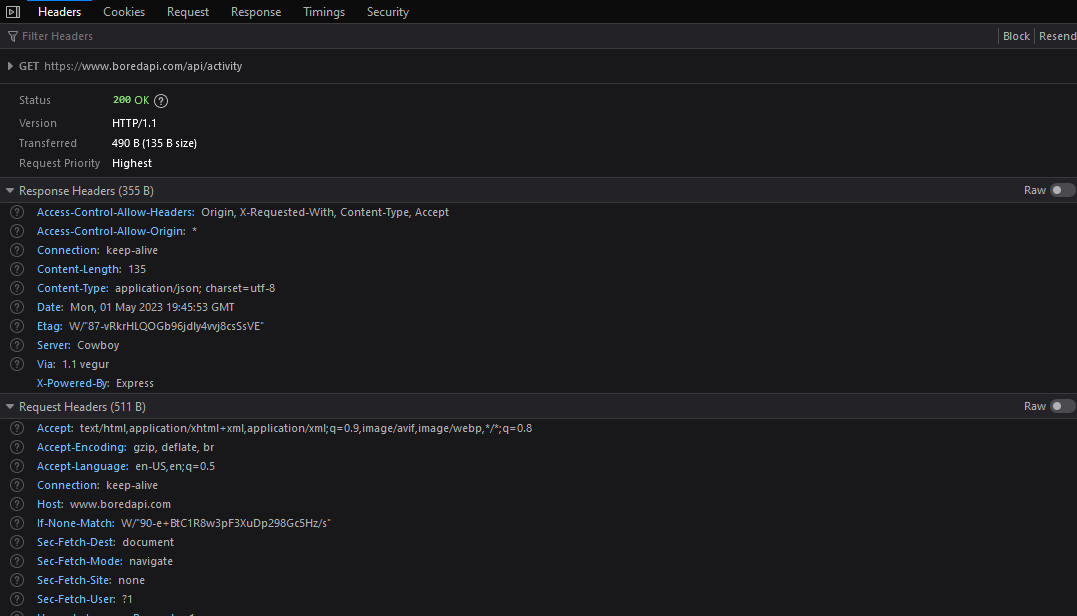 Headers Cookies Request Response Timings Security
Filter Headers Block Resend
GET https://www.boredapi.com/api/activity
Status 200 OK ?
Version HTTP/1.1
Transferred 490 B (135 B size)
Request Priority Highest
Response Headers (355 B) Raw
? Access-Control-Allow-Headers: Origin, X-Requested-With, Content-Type, Accept
? Access-Control-Allow-Origin: *
? Connection: keep-alive
? Content-Length: 135
? Content-Type: application/json; charset=utf-8
? Date: Mon, 01 May 2023 19:45:53 GMT
? Etag: W/"87-vRkrHLQOGb96jdly4vvj8csSsVE"
? Server: Cowboy
? Via: 1.1 vegur
X-Powered-By: Express
Request Headers (511 B) Raw
? Accept: text/html,application/xhtml+xml,application/xml;q=0.9,image/avif,image/webp,*/*;q=0.8
? Accept-Encoding: gzip, deflate, br
? Accept-Language: en-US,en;q=0.5
? Connection: keep-alive
? Host: www.boredapi.com
? If-None-Match: W/"90-e+BtC1R8w3pF3XuDp298Gc5Hz/s"
? Sec-Fetch-Dest: document
? Sec-Fetch-Mode: navigate
? Sec-Fetch-Site: none
? Sec-Fetch-User: ?1